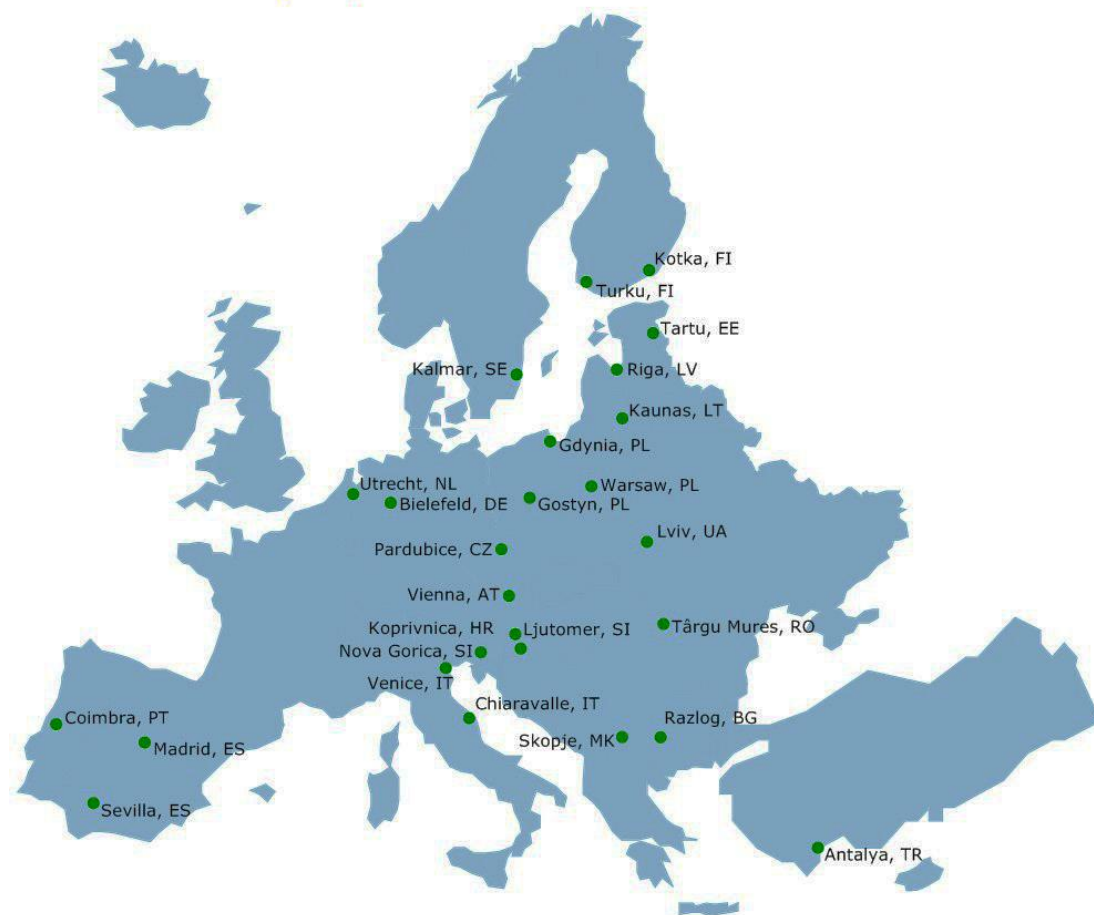 Kotka, FI
Turku, FI
Tartu, EE
Kalmar, SE
Riga, LV
Kaunas, LT
Gdynia, PL
Utrecht, NL
Warsaw, PL
Bielefeld, DE
Gostyn, PL
Lviv, UA
Pardubice, CZ
Vienna, AT
Koprivnica, HR
Ljutomer, SI
Târgu Mures, RO
Nova Gorica, SI
Venice, IT
Chiaravalle, IT
Coimbra, PT
Razlog, BG
Madrid, ES
Skopje, MK
Sevilla, ES
Antalya, TR